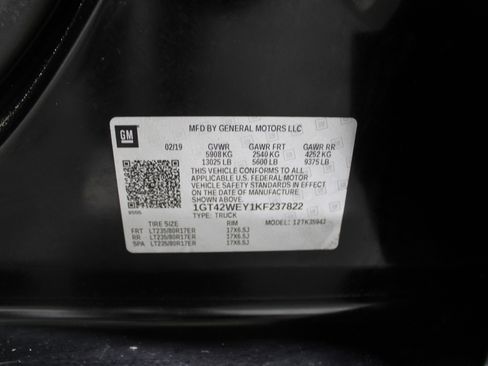 GM
MFD BY GENERAL MOTORS LLC
02/19 GVWR GAWR FRT GAWR RR
5908 KG 2540 KG 4252 KG
13025 LB 5600 LB 9375 LB
THIS VEHICLE CONFORMS TO ALL
APPLICABLE U.S. FEDERAL MOTOR
VEHICLE SAFETY STANDARDS IN EFFECT ON
THE DATE OF MANUFACTURE SHOWN ABOVE.
1GT42WEY1KF237822
TYPE: TRUCK
TIRE SIZE RIM MODEL: 12TK35943
FRT LT235/80R17ER 17X6.5J
RR LT235/80R17ER 17X6.5J
SPA LT235/80R17ER 17X6.5J